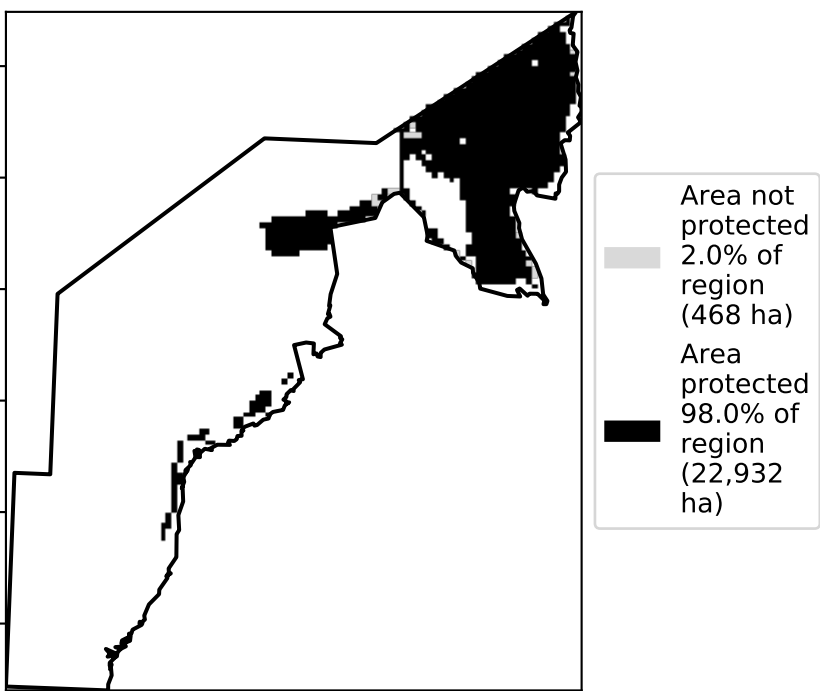 Area not
protected
2.0% of
region
(468 ha)
Area
protected
98.0% of
region
(22,932
ha)